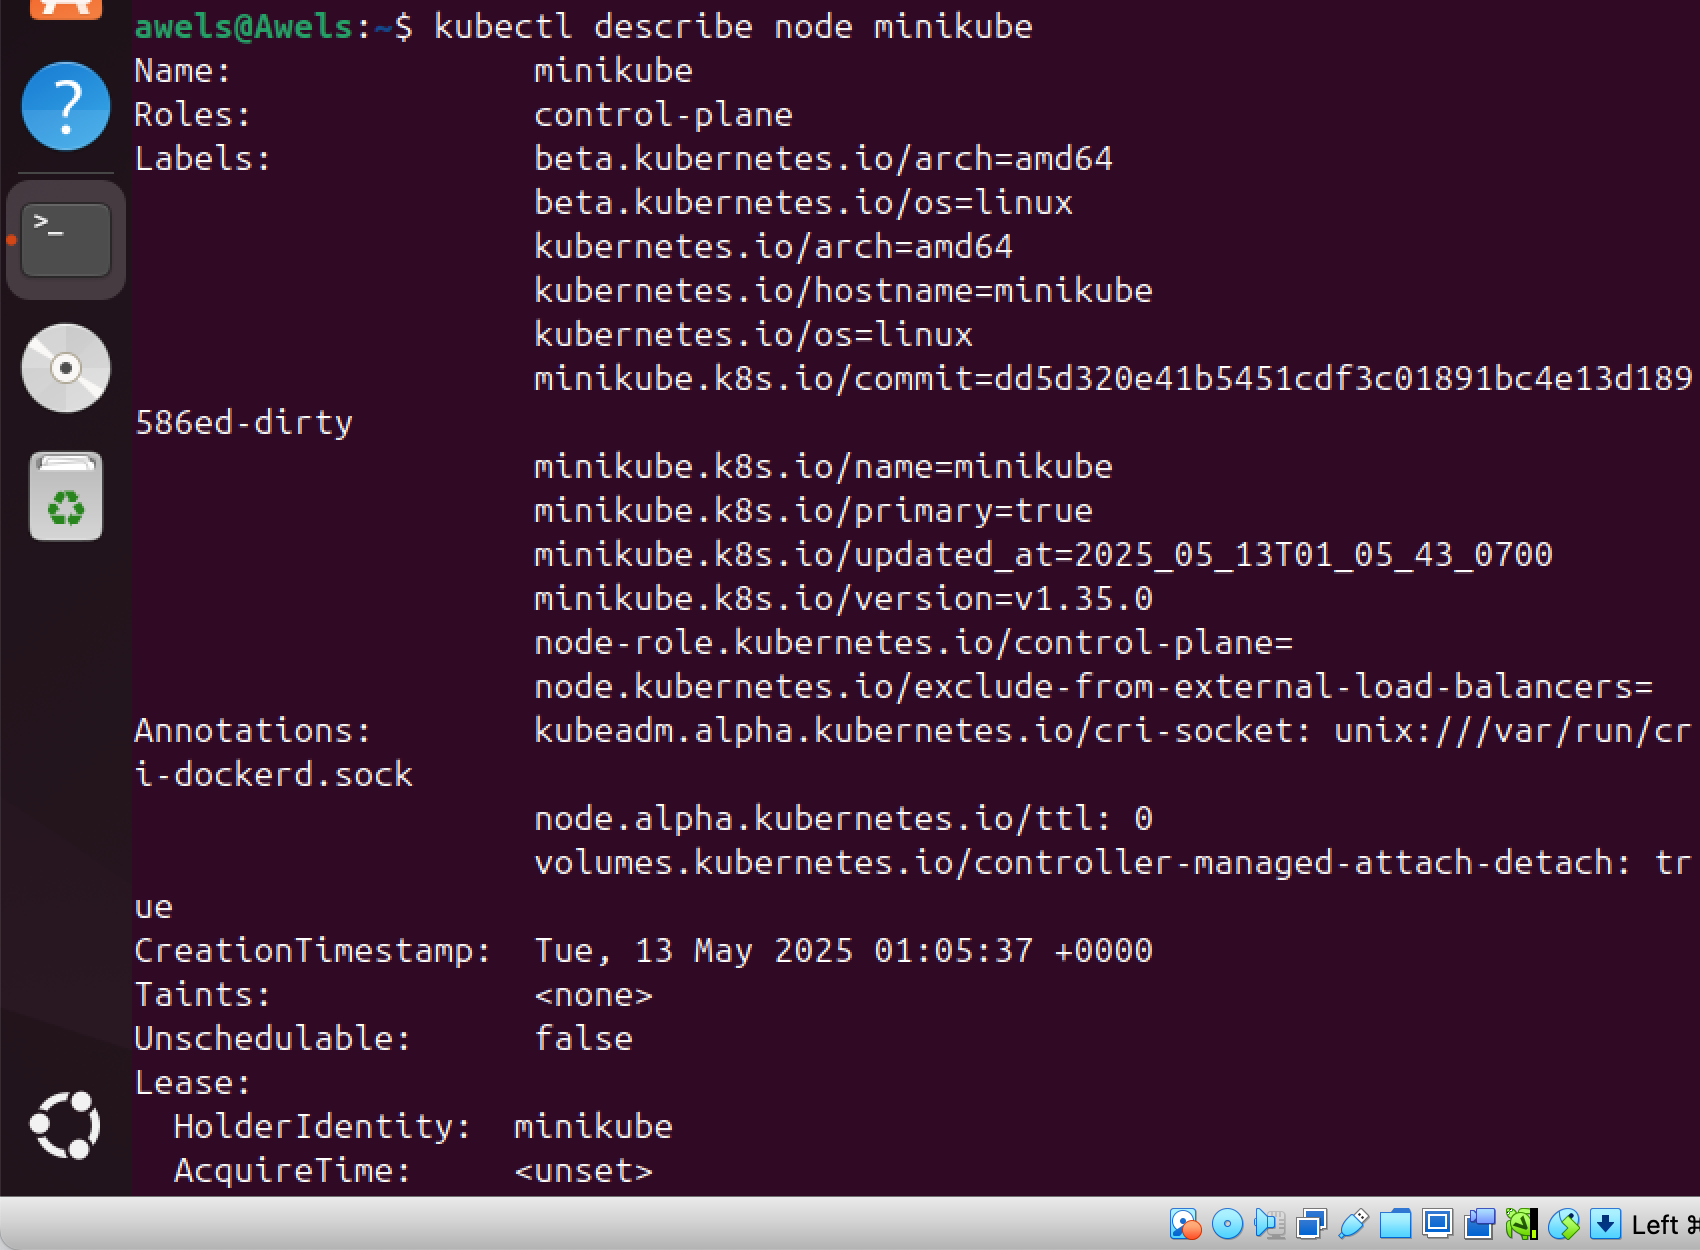 awels@Awels:~$ kubectl describe node minikube
Name:               minikube
Roles:              control-plane
Labels:             beta.kubernetes.io/arch=amd64
                    beta.kubernetes.io/os=linux
                    kubernetes.io/arch=amd64
                    kubernetes.io/hostname=minikube
                    kubernetes.io/os=linux
                    minikube.k8s.io/commit=dd5d320e41b5451cdf3c01891bc4e13d189
586ed-dirty
                    minikube.k8s.io/name=minikube
                    minikube.k8s.io/primary=true
                    minikube.k8s.io/updated_at=2025_05_13T01_05_43_0700
                    minikube.k8s.io/version=v1.35.0
                    node-role.kubernetes.io/control-plane=
                    node.kubernetes.io/exclude-from-external-load-balancers=
Annotations:        kubeadm.alpha.kubernetes.io/cri-socket: unix:///var/run/cr
i-dockerd.sock
                    node.alpha.kubernetes.io/ttl: 0
                    volumes.kubernetes.io/controller-managed-attach-detach: tr
ue
CreationTimestamp:  Tue, 13 May 2025 01:05:37 +0000
Taints:             <none>
Unschedulable:      false
Lease:
  HolderIdentity:  minikube
  AcquireTime:     <unset>
Left ⌘